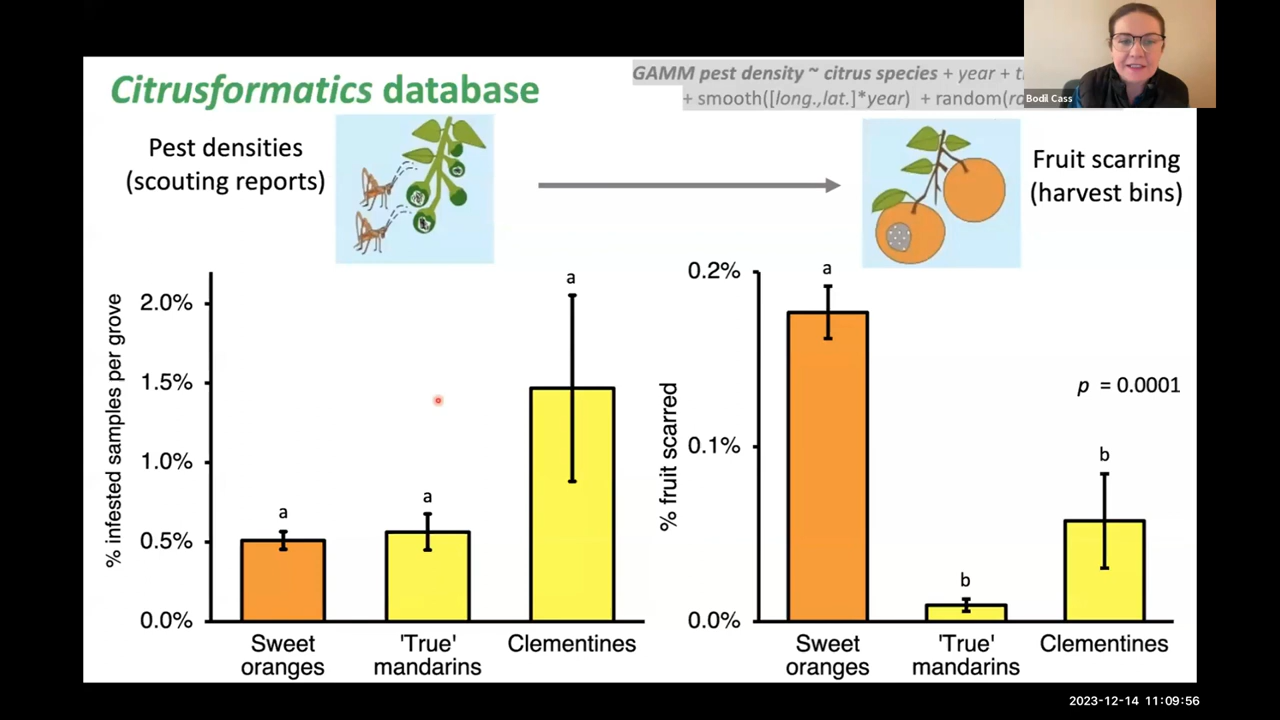 Citrusformatics database
GAMM pest density ~ citrus species + year +
+ smooth([long.,lat.]*year) + random(
Bodil Cass
Pest densities
(scouting reports)
Fruit scarring
(harvest bins)
% infested samples per grove
2.0%
1.5%
1.0%
0.5%
0.0%
a
a
a
Sweet
oranges
'True'
mandarins
Clementines
% fruit scarred
0.2%
0.1%
0.0%
a
b
b
p = 0.0001
Sweet
oranges
'True'
mandarins
Clementines
2023-12-14 11:09:56